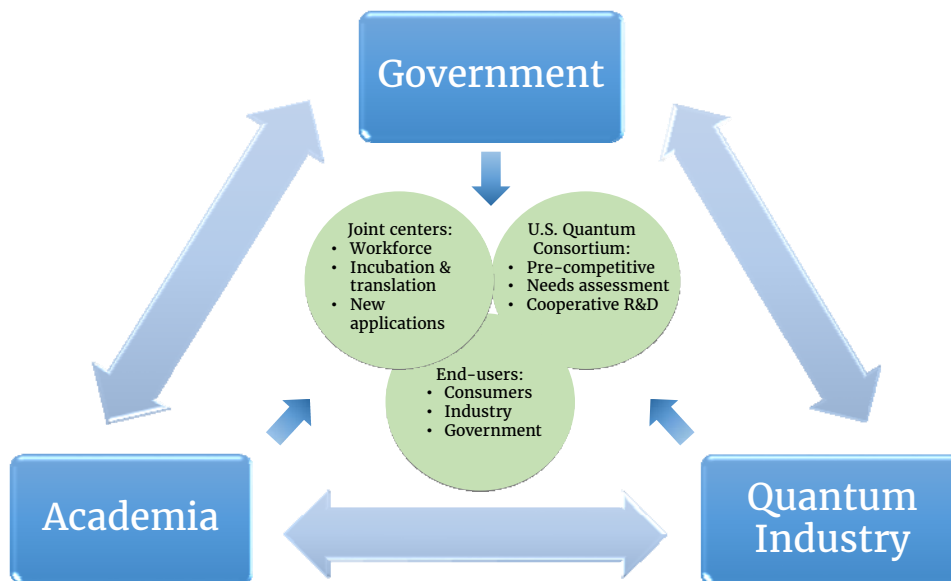 Government
Joint centers:
• Workforce
• Incubation &
translation
• New
applications
U.S. Quantum
Consortium:
• Pre-competitive
• Needs assessment
• Cooperative R&D
End-users:
• Consumers
• Industry
• Government
Academia
Quantum
Industry